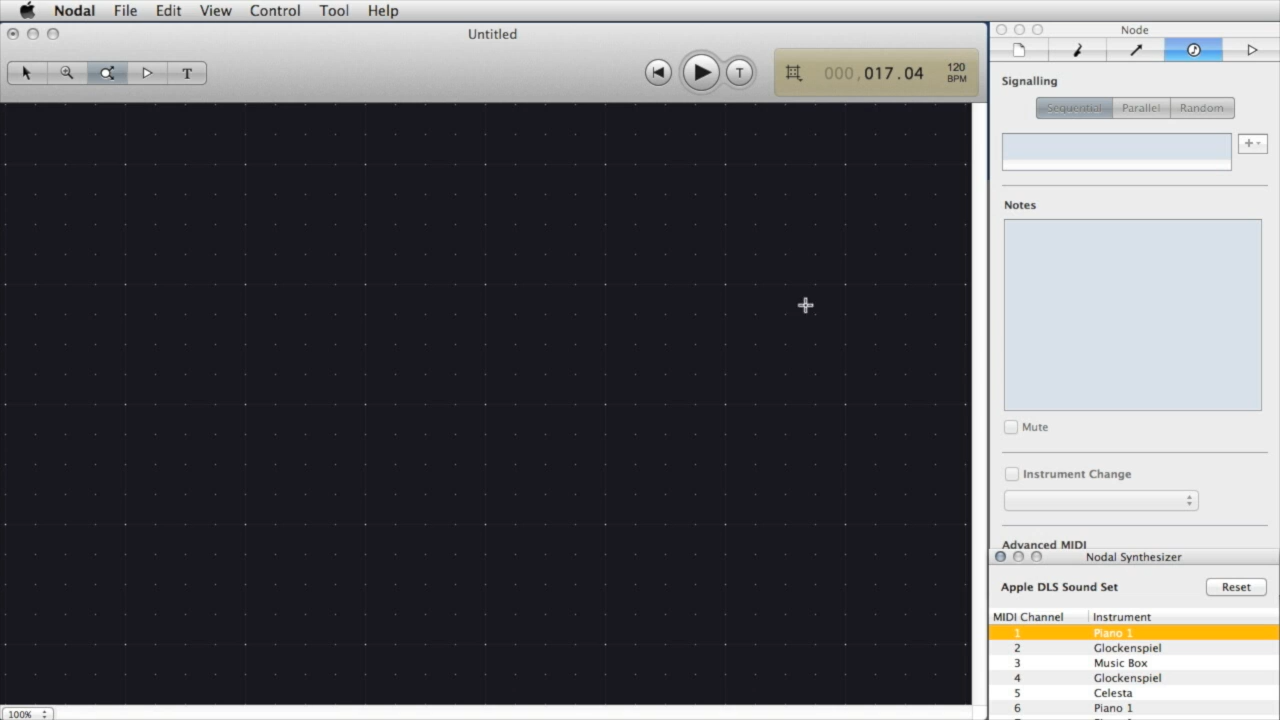 Nodal File Edit View Control Tool Help
Untitled
Node
T
T
000,017.04
120
BPM
Signalling
Sequential Parallel Random
Notes
Mute
Instrument Change
Advanced MIDI
Nodal Synthesizer
Apple DLS Sound Set Reset
MIDI Channel Instrument
1 Piano 1
2 Glockenspiel
3 Music Box
4 Glockenspiel
5 Celesta
6 Piano 1
100%